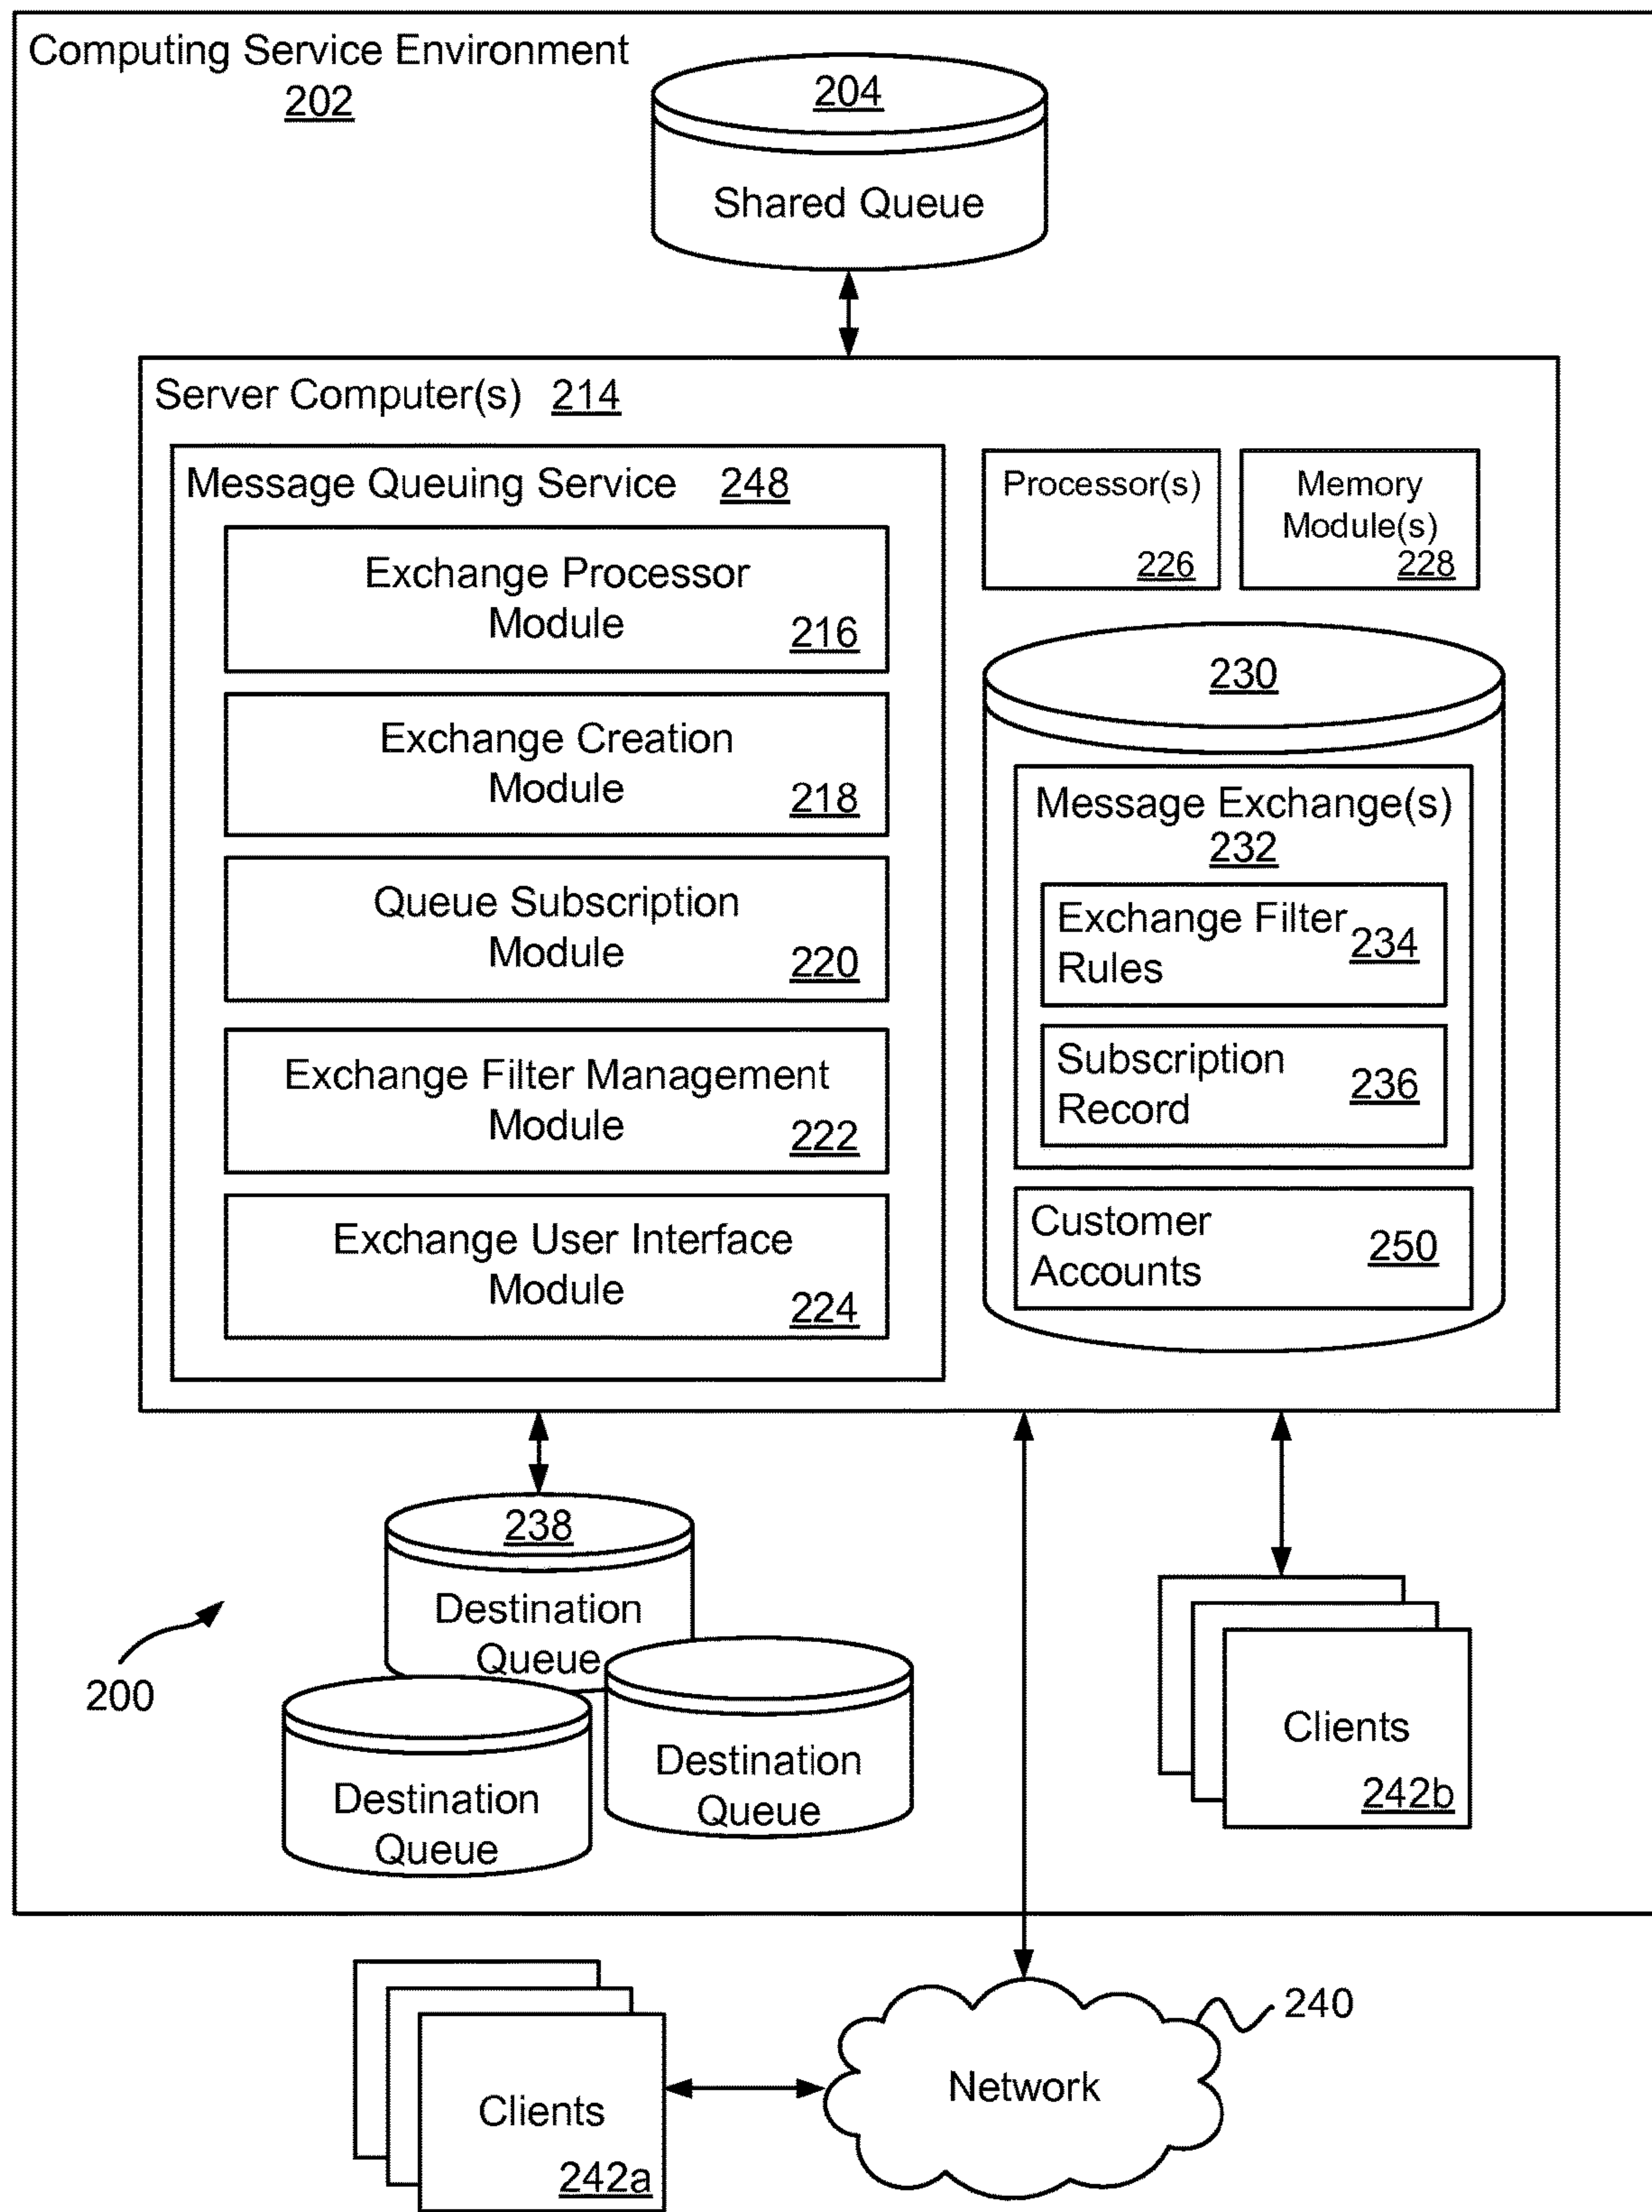 Computing Service Environment
202
204
Shared Queue
Server Computer(s) 214
Message Queuing Service 248
Exchange Processor
Module 216
Exchange Creation
Module 218
Queue Subscription
Module 220
Exchange Filter Management
Module 222
Exchange User Interface
Module 224
Processor(s)
226
Memory
Module(s)
228
230
Message Exchange(s)
232
Exchange Filter
Rules 234
Subscription
Record 236
Customer
Accounts 250
238
Destination
Queue
Destination
Queue
Destination
Queue
200
Clients
242b
Clients
242a
Network
240